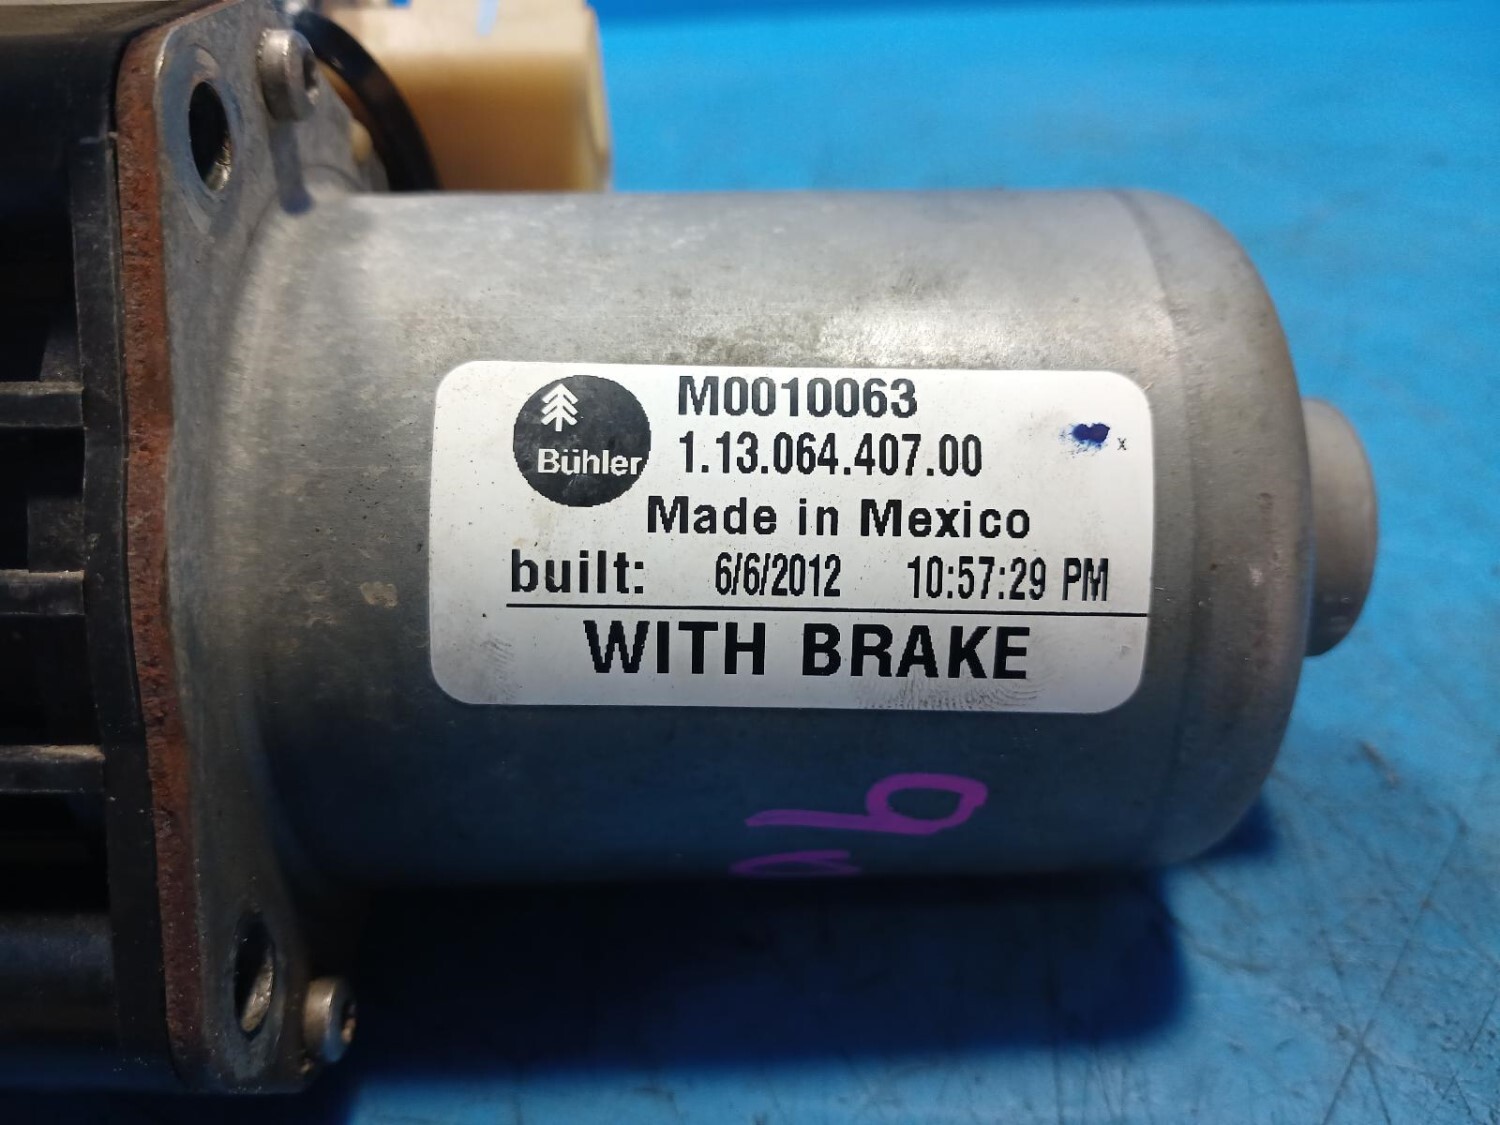 Bühler
M0010063
1.13.064.407.00
x
Made in Mexico
built: 6/6/2012 10:57:29 PM
WITH BRAKE